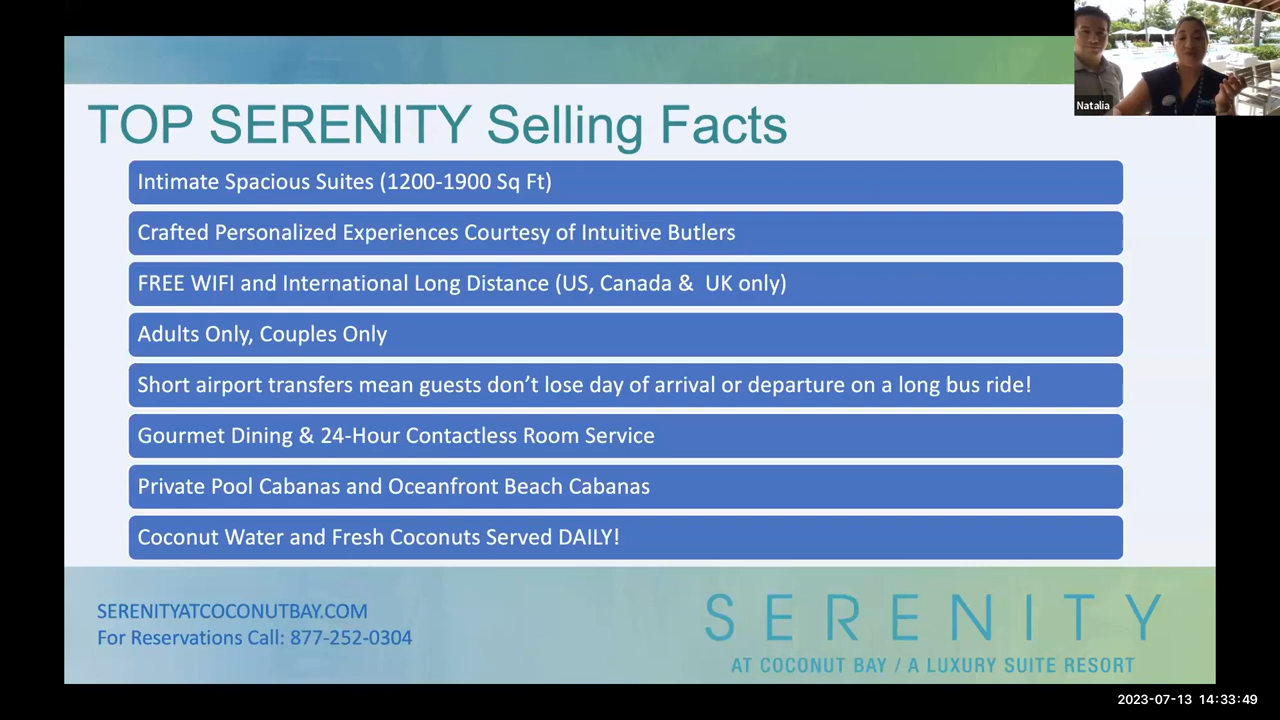 Natalia
TOP SERENITY Selling Facts
Intimate Spacious Suites (1200-1900 Sq Ft)
Crafted Personalized Experiences Courtesy of Intuitive Butlers
FREE WIFI and International Long Distance (US, Canada & UK only)
Adults Only, Couples Only
Short airport transfers mean guests don’t lose day of arrival or departure on a long bus ride!
Gourmet Dining & 24-Hour Contactless Room Service
Private Pool Cabanas and Oceanfront Beach Cabanas
Coconut Water and Fresh Coconuts Served DAILY!
SERENITYATCOCONUTBAY.COM
For Reservations Call: 877-252-0304
SERENITY
AT COCONUT BAY / A LUXURY SUITE RESORT
2023-07-13 14:33:49